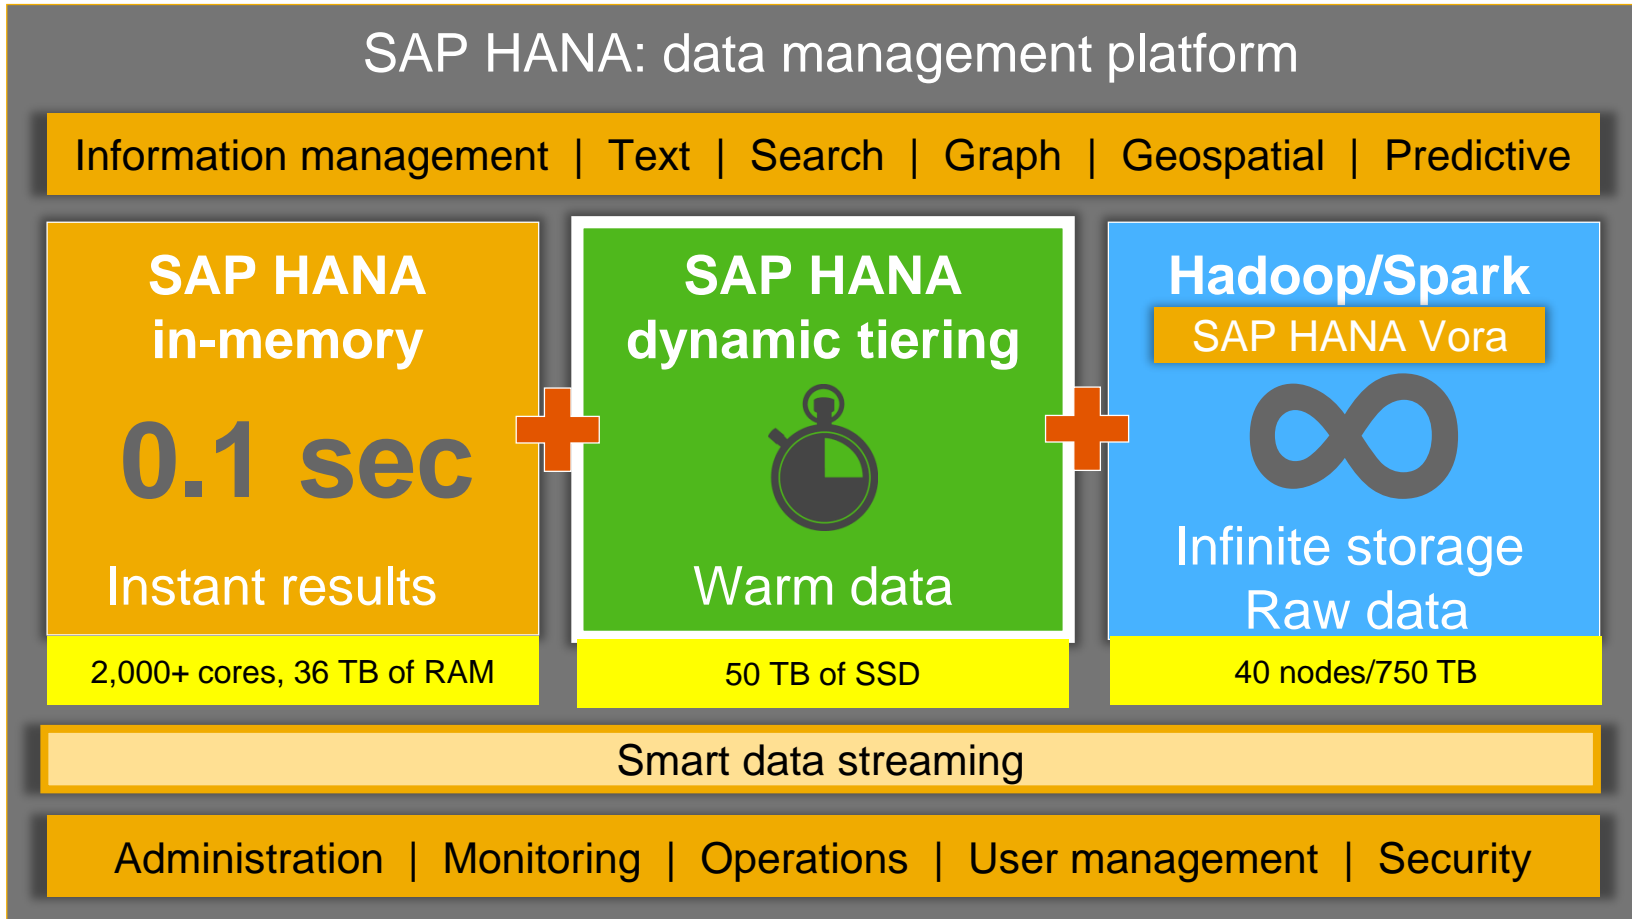 SAP HANA: data management platform
Information management | Text | Search | Graph | Geospatial | Predictive
SAP HANA
in-memory
0.1 sec
Instant results
2,000+ cores, 36 TB of RAM
SAP HANA
dynamic tiering
Warm data
50 TB of SSD
Hadoop/Spark
SAP HANA Vora
Infinite storage
Raw data
40 nodes/750 TB
Smart data streaming
Administration | Monitoring | Operations | User management | Security